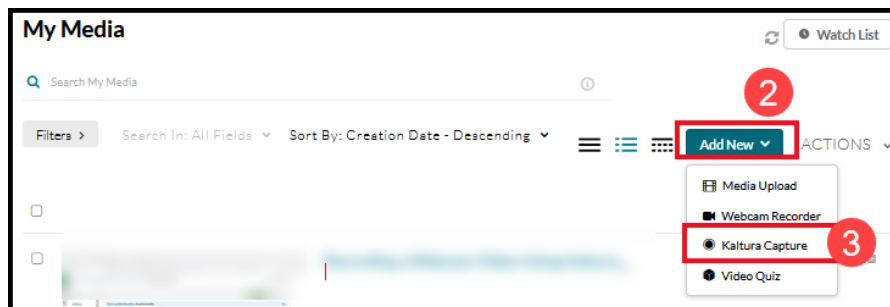 My Media
Watch List
Search My Media
2
Filters >
Search In: All Fields
Sort By: Creation Date - Descending
Add New
ACTIONS
Media Upload
Webcam Recorder
Kaltura Capture
3
Video Quiz